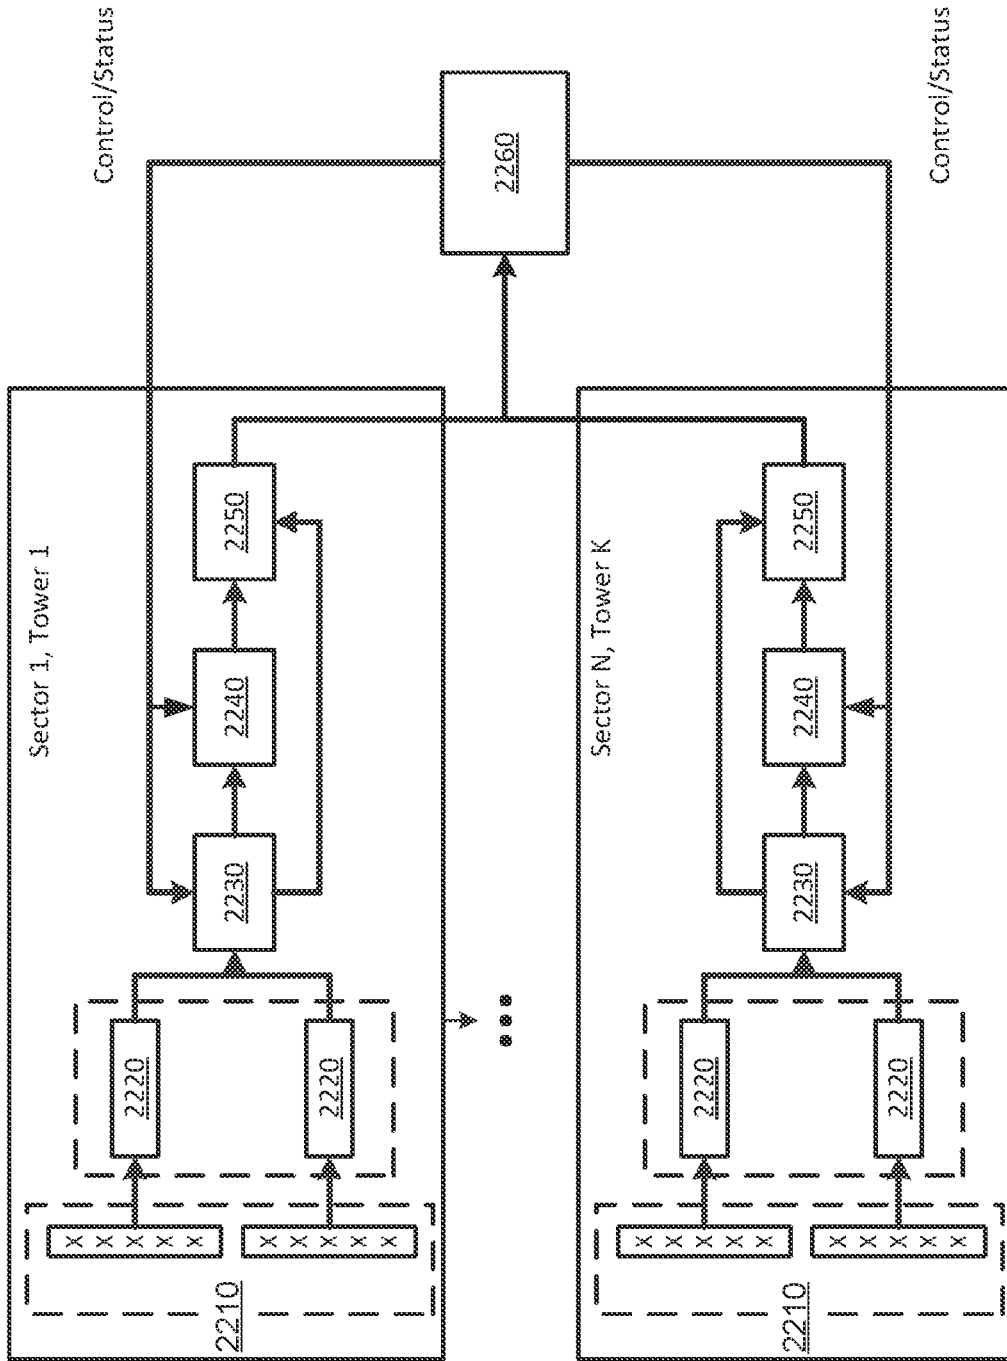 Sector 1, Tower 1
Control/Status
2210
X X X X X
X X X X X
2220
2220
2230
2240
2250
2260
Sector N, Tower K
Control/Status
2210
X X X X X
X X X X X
2220
2220
2230
2240
2250